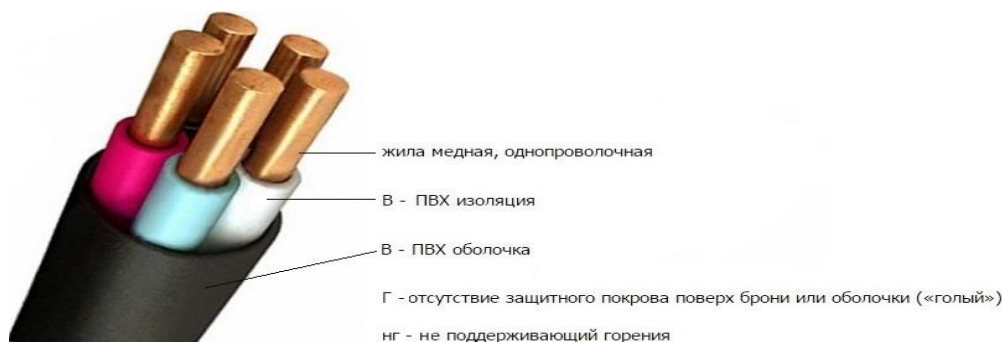 жила медная, однопроволочная
В - ПВХ изоляция
В - ПВХ оболочка
Г - отсутствие защитного покрова поверх брони или оболочки («голый»)
нг - не поддерживающий горения